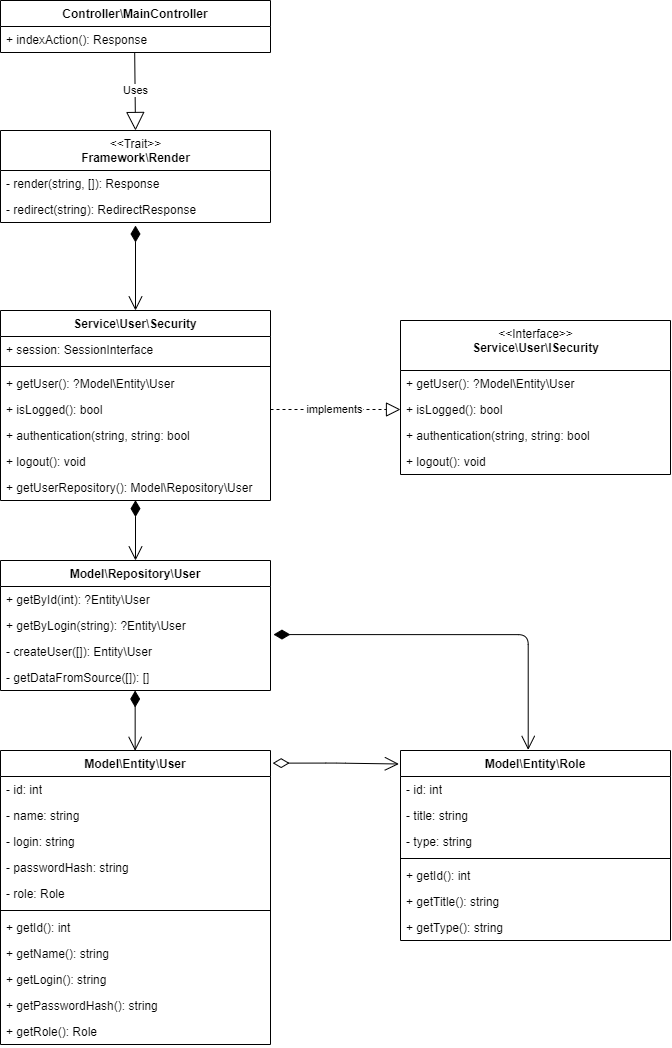 Controller\MainController
+ indexAction(): Response
Uses
<<Trait>>
Framework\Render
- render(string, []): Response
- redirect(string): RedirectResponse
Service\User\Security
+ session: SessionInterface
+ getUser(): ?Model\Entity\User
+ isLogged(): bool
+ authentication(string, string: bool
+ logout(): void
+ getUserRepository(): Model\Repository\User
implements
<<Interface>>
Service\User\ISecurity
+ getUser(): ?Model\Entity\User
+ isLogged(): bool
+ authentication(string, string: bool
+ logout(): void
Model\Repository\User
+ getById(int): ?Entity\User
+ getByLogin(string): ?Entity\User
- createUser([]): Entity\User
- getDataFromSource([]): []
Model\Entity\User
- id: int
- name: string
- login: string
- passwordHash: string
- role: Role
+ getId(): int
+ getName(): string
+ getLogin(): string
+ getPasswordHash(): string
+ getRole(): Role
Model\Entity\Role
- id: int
- title: string
- type: string
+ getId(): int
+ getTitle(): string
+ getType(): string